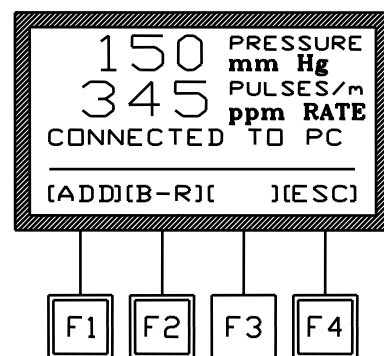 150 PRESSURE
mm Hg
345 PULSES/m
ppm RATE
CONNECTED TO PC
[ADD][B-R][    ][ESC]
F1 F2 F3 F4